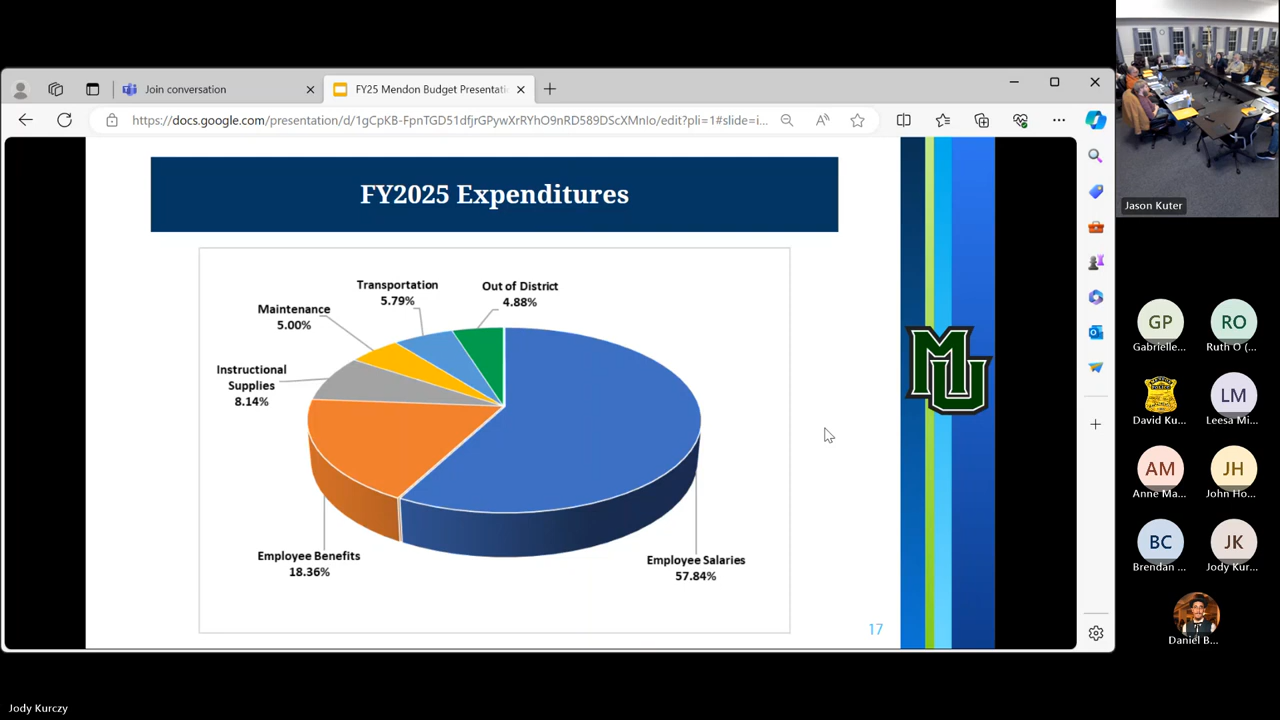 Join conversation
FY25 Mendon Budget Presentatio
https://docs.google.com/presentation/d/1gCpKB-FpnTGD51dfjrGPywXrRYhO9nRD589DScXMnIo/edit?pli=1#slide=i...
FY2025 Expenditures
Transportation
5.79%
Out of District
4.88%
Maintenance
5.00%
Instructional
Supplies
8.14%
Employee Benefits
18.36%
Employee Salaries
57.84%
17
MU
Jason Kuter
GP
Gabrielle...
RO
Ruth O (...
David Ku...
LM
Leesa Mi...
AM
Anne Ma...
JH
John Ho...
BC
Brendan ...
JK
Jody Kur...
Daniel B...
Jody Kurczy